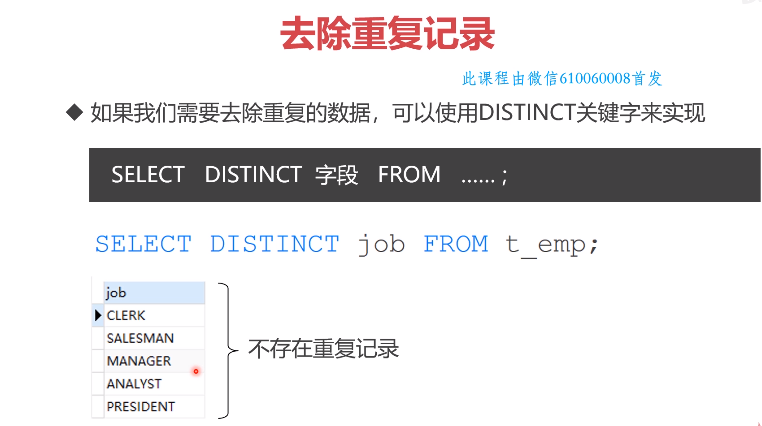 去除重复记录
此课程由微信610060008首发
◆ 如果我们需要去除重复的数据，可以使用DISTINCT关键字来实现
SELECT DISTINCT 字段 FROM ...... ;
SELECT DISTINCT job FROM t_emp;
job
CLERK
SALESMAN
MANAGER
ANALYST
PRESIDENT
不存在重复记录